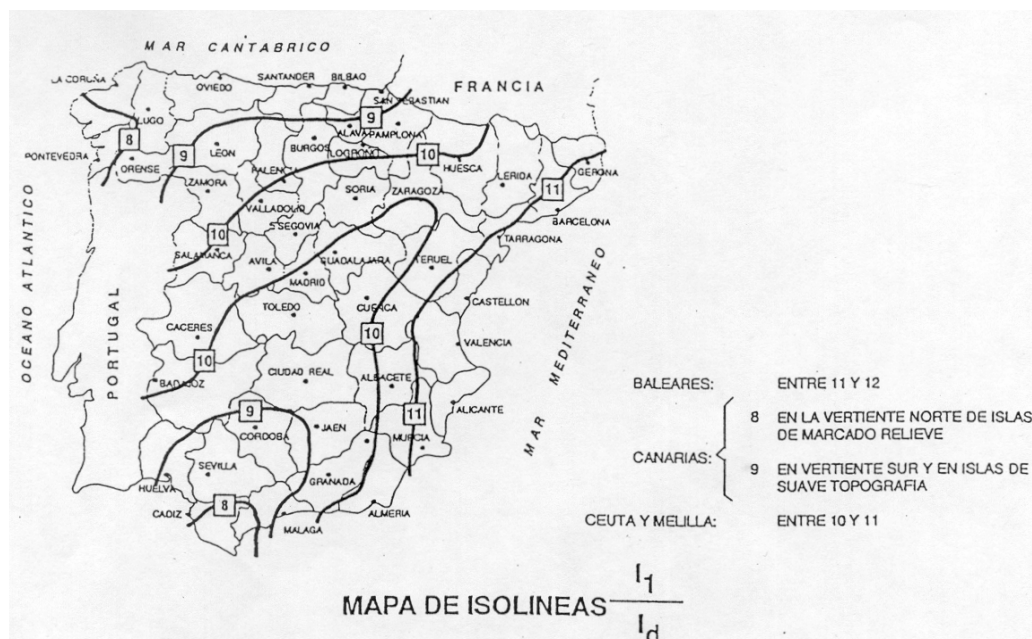 MAR CANTABRICO
LA CORUÑA
OVIEDO
SANTANDER
BILBAO
SAN SEBASTIAN
FRANCIA
LUGO
9
8
PONTEVEDRA
ORENSE
9
LEON
BURGOS
ALAVA
PAMPLONA
LOGROÑO
10
HUESCA
GERONA
ZAMORA
PALENCIA
SORIA
ZARAGOZA
LERIDA
11
BARCELONA
VALLADOLID
SEGOVIA
10
SALAMANCA
TARRAGONA
AVILA
MADRID
GUADALAJARA
TERUEL
OCEANO ATLANTICO
PORTUGAL
TOLEDO
CUENCA
CASTELLON
MAR MEDITERRANEO
CACERES
10
10
VALENCIA
BADAJOZ
CIUDAD REAL
ALBACETE
9
11
ALICANTE
CORDOBA
JAEN
MURCIA
SEVILLA
HUELVA
GRANADA
CADIZ
8
MALAGA
ALMERIA
BALEARES: ENTRE 11 Y 12
8 EN LA VERTIENTE NORTE DE ISLAS
DE MARCADO RELIEVE
CANARIAS:
9 EN VERTIENTE SUR Y EN ISLAS DE
SUAVE TOPOGRAFIA
CEUTA Y MELILLA: ENTRE 10 Y 11
MAPA DE ISOLINEAS I1
Id